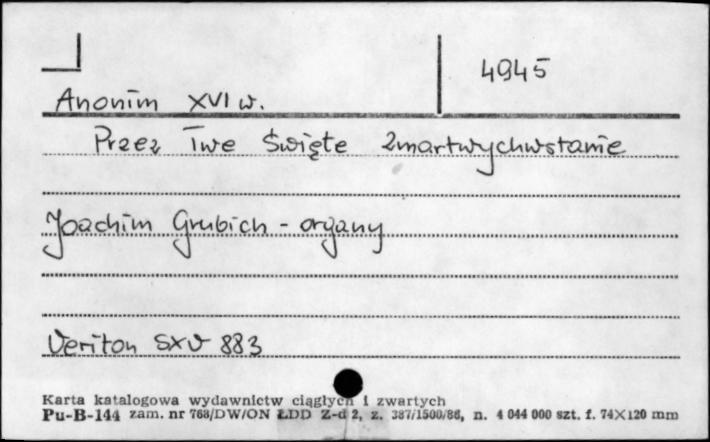 4945
Anonim XVI w.
Przez Twe Święte Zmartwychwstanie
Joachim Grubich - organy
Veriton SXV 883
Karta katalogowa wydawnictw ciągłych i zwartych
Pu-B-144 zam. nr 768/DW/ON ŁDD Z-d 2, z. 387/1500/86, n. 4 044 000 szt. f. 74X120 mm